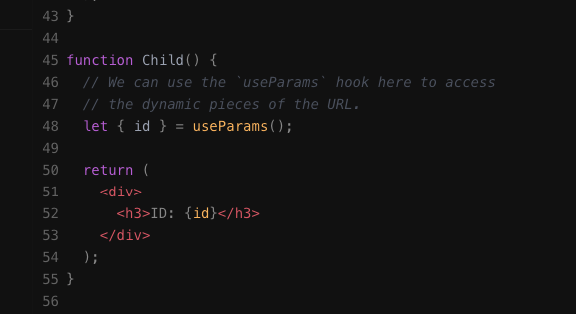 43 }
44
45 function Child() {
46   // We can use the `useParams` hook here to access
47   // the dynamic pieces of the URL.
48   let { id } = useParams();
49
50   return (
51     <div>
52       <h3>ID: {id}</h3>
53     </div>
54   );
55 }
56